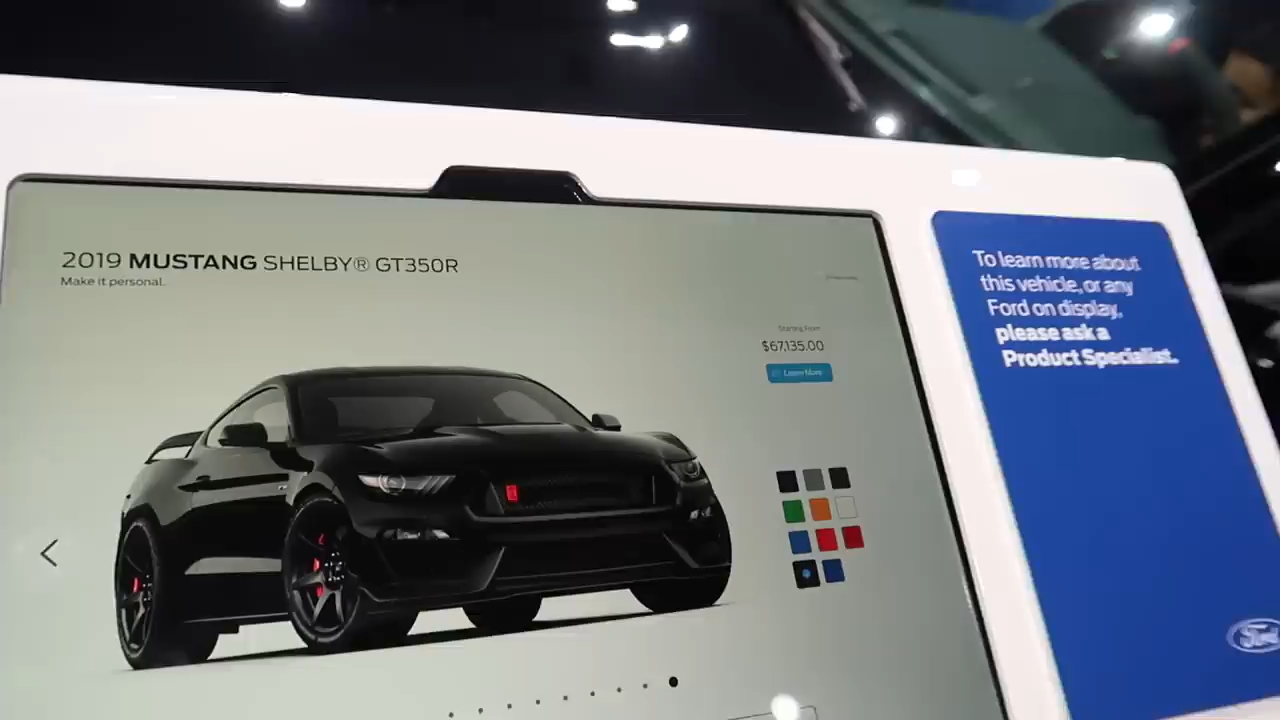 2019 MUSTANG SHELBY® GT350R
Make it personal.
Starting From
$67,135.00
Learn More
To learn more about
this vehicle, or any
Ford on display,
please ask a
Product Specialist.
Ford